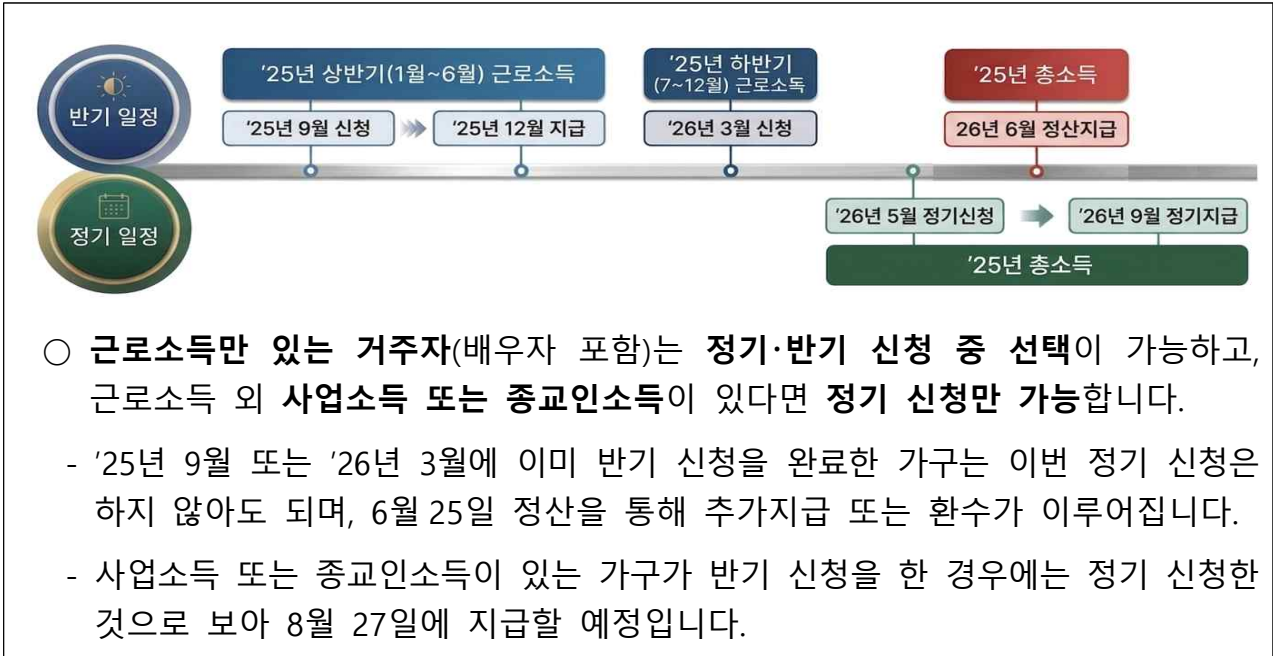 반기 일정
'25년 상반기(1월~6월) 근로소득
'25년 9월 신청
'25년 12월 지급
'25년 하반기
(7~12월) 근로소독
'26년 3월 신청
'25년 총소득
26년 6월 정산지급
정기 일정
'26년 5월 정기신청
'26년 9월 정기지급
'25년 총소득
○ 근로소득만 있는 거주자(배우자 포함)는 정기·반기 신청 중 선택이 가능하고,
근로소득 외 사업소득 또는 종교인소득이 있다면 정기 신청만 가능합니다.
- '25년 9월 또는 '26년 3월에 이미 반기 신청을 완료한 가구는 이번 정기 신청은
하지 않아도 되며, 6월 25일 정산을 통해 추가지급 또는 환수가 이루어집니다.
- 사업소득 또는 종교인소득이 있는 가구가 반기 신청을 한 경우에는 정기 신청한
것으로 보아 8월 27일에 지급할 예정입니다.